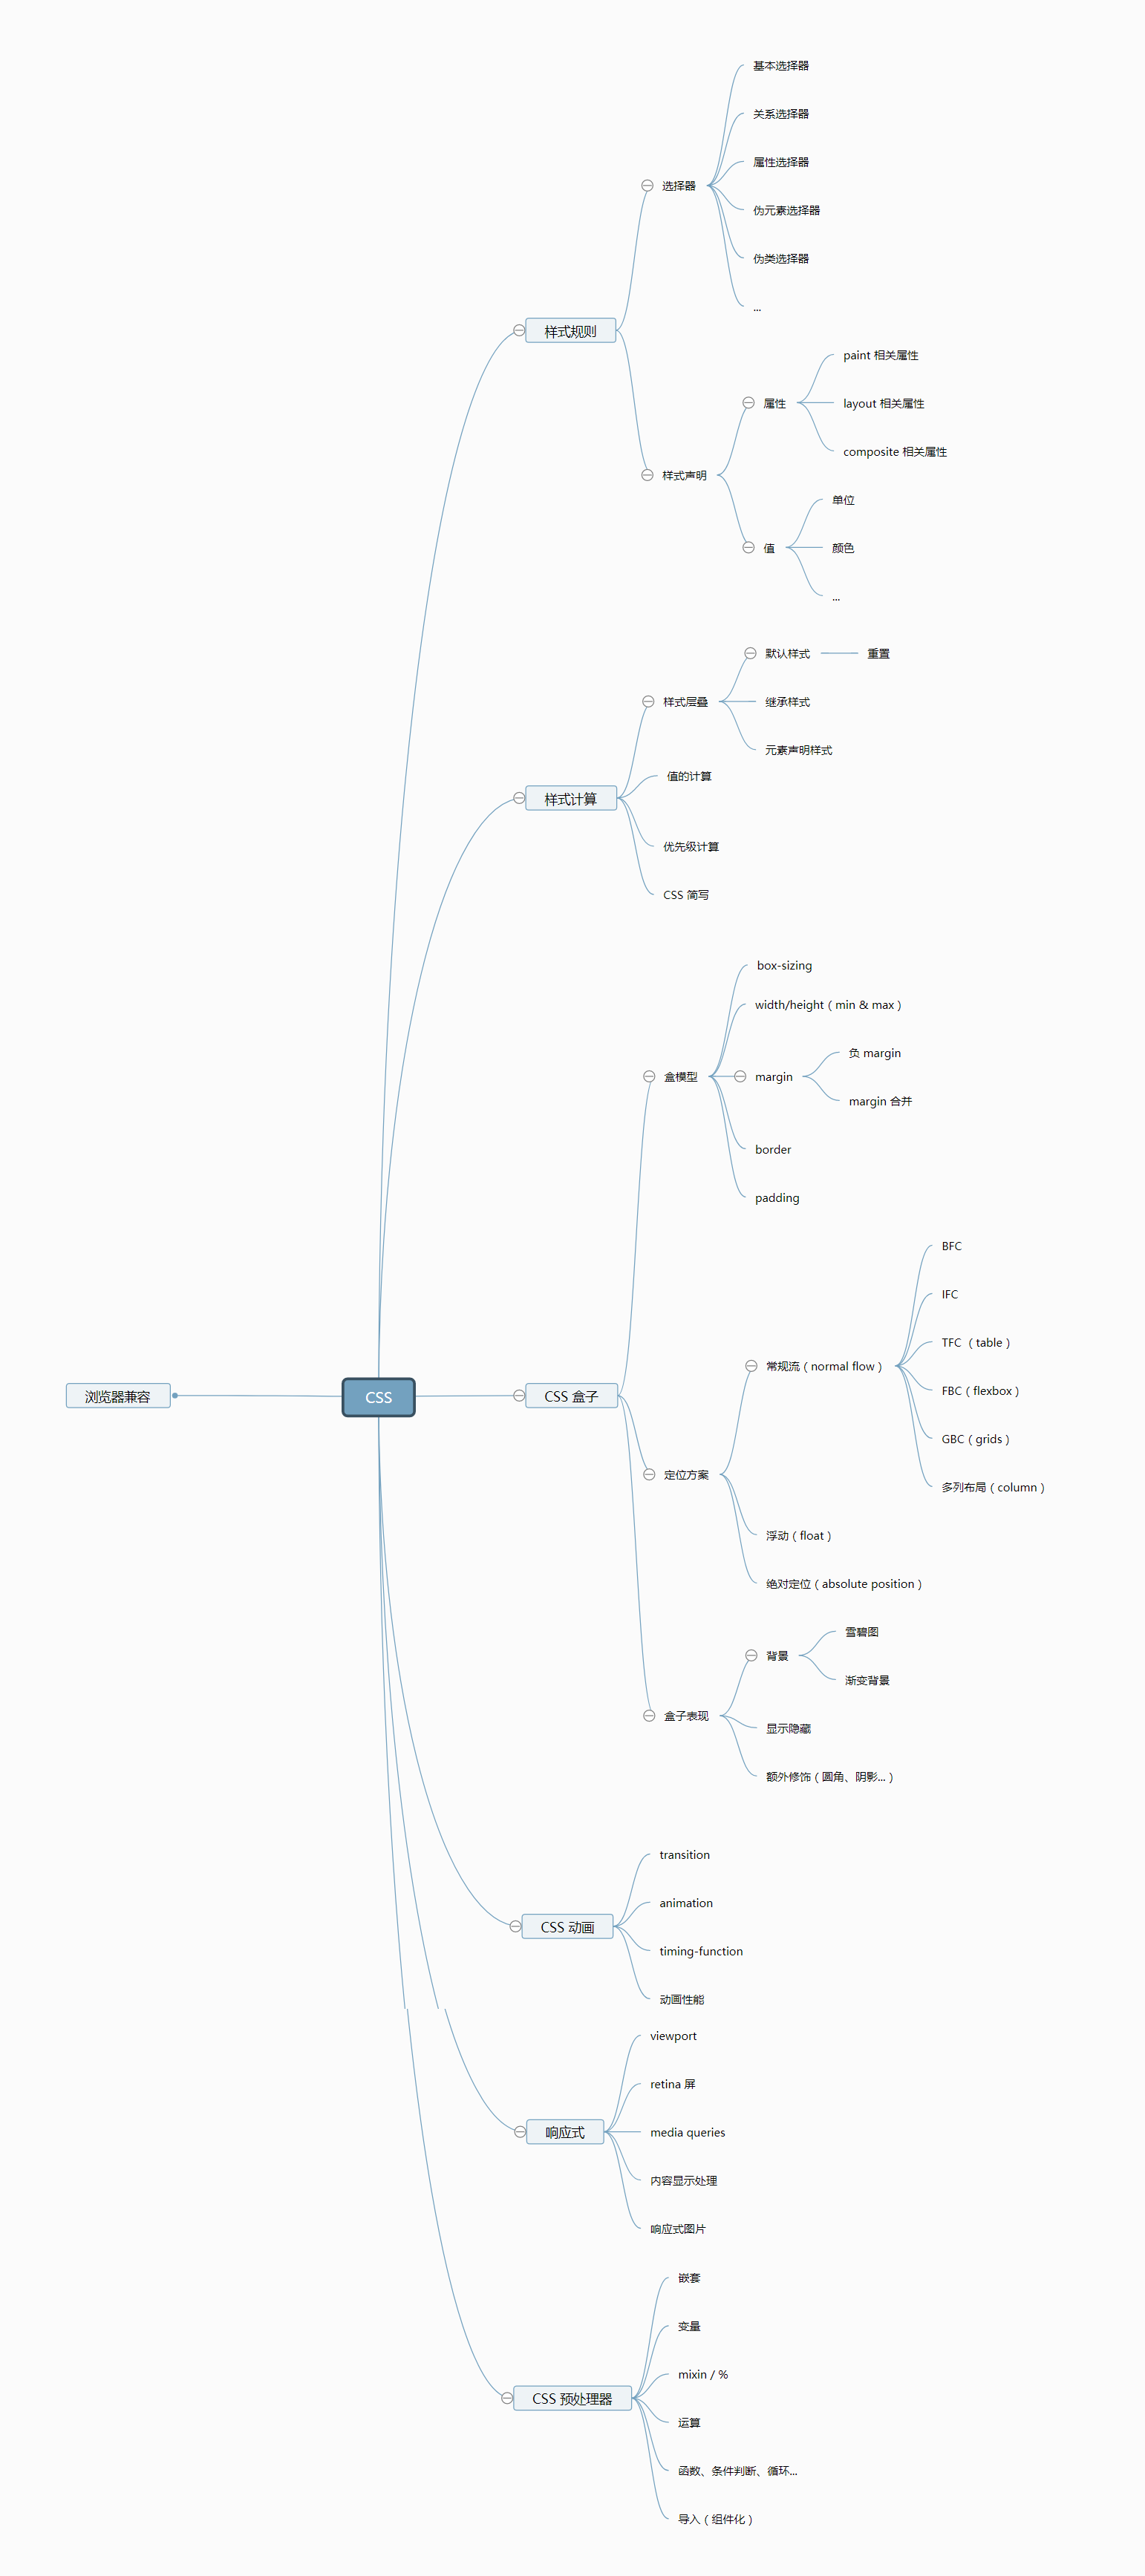 基本选择器
关系选择器
属性选择器
选择器
伪元素选择器
伪类选择器
...
样式规则
paint 相关属性
属性
layout 相关属性
composite 相关属性
样式声明
单位
值
颜色
...
默认样式
重置
样式层叠
继承样式
元素声明样式
值的计算
样式计算
优先级计算
CSS 简写
box-sizing
width/height ( min & max )
负 margin
盒模型
margin
margin 合并
border
padding
BFC
IFC
TFC ( table )
常规流 ( normal flow )
FBC ( flexbox )
GBC ( grids )
多列布局 ( column )
浏览器兼容
CSS
CSS 盒子
定位方案
浮动 ( float )
绝对定位 ( absolute position )
雪碧图
背景
渐变背景
盒子表现
显示隐藏
额外修饰 ( 圆角、阴影... )
transition
animation
CSS 动画
timing-function
动画性能
viewport
retina 屏
响应式
media queries
内容显示处理
响应式图片
嵌套
变量
mixin / %
CSS 预处理器
运算
函数、条件判断、循环...
导入 ( 组件化 )